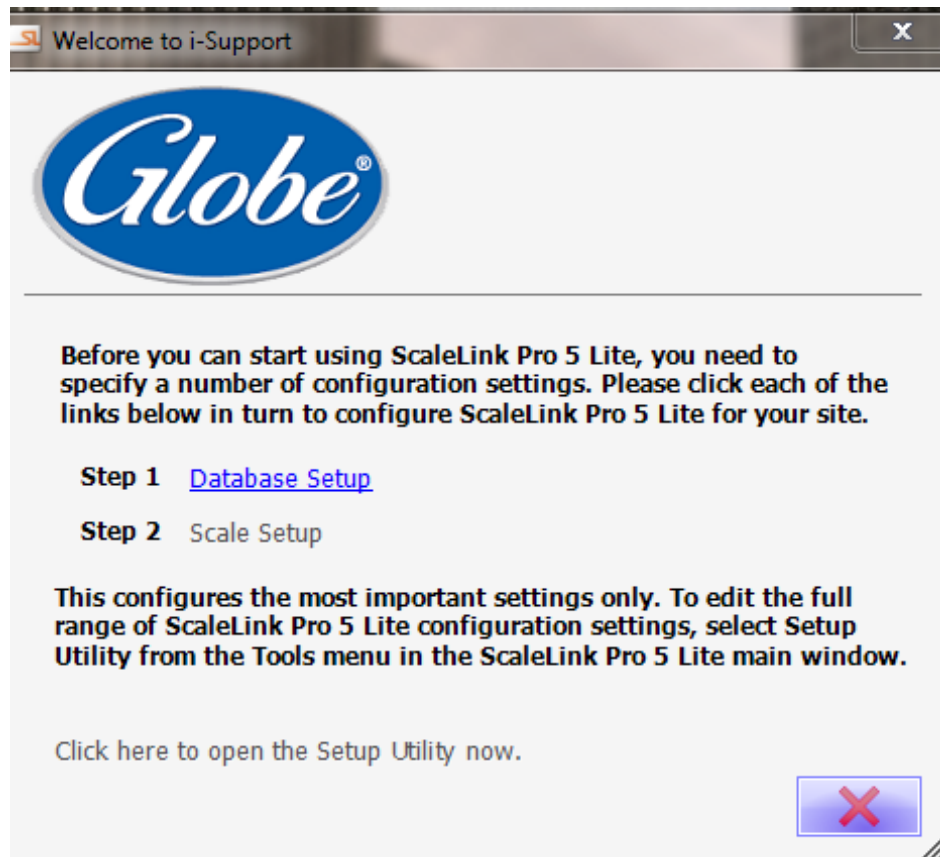 SL
Welcome to i-Support
x
Globe®
Before you can start using ScaleLink Pro 5 Lite, you need to
specify a number of configuration settings. Please click each of the
links below in turn to configure ScaleLink Pro 5 Lite for your site.
Step 1 Database Setup
Step 2 Scale Setup
This configures the most important settings only. To edit the full
range of ScaleLink Pro 5 Lite configuration settings, select Setup
Utility from the Tools menu in the ScaleLink Pro 5 Lite main window.
Click here to open the Setup Utility now.